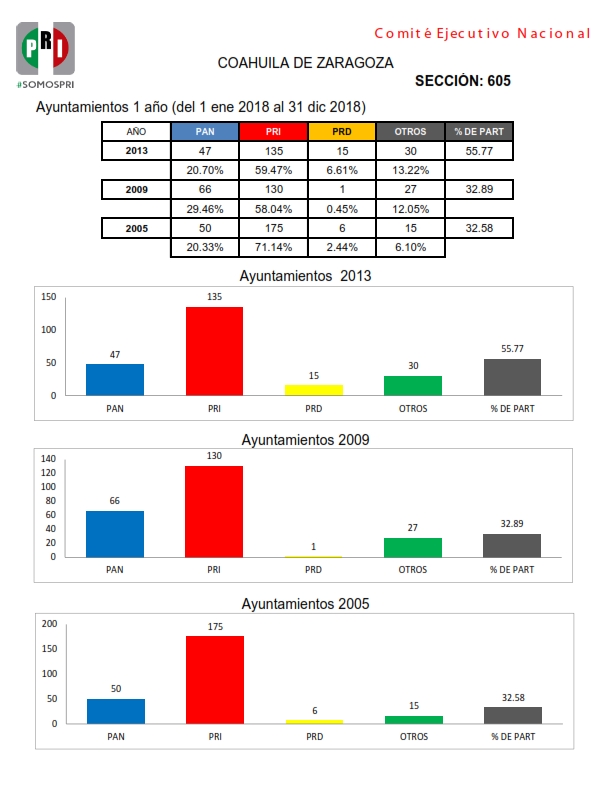 Comité Ejecutivo Nacional
PRI
#SOMOSPRI
COAHUILA DE ZARAGOZA
SECCIÓN: 605
Ayuntamientos 1 año (del 1 ene 2018 al 31 dic 2018)
AÑO PAN PRI PRD OTROS % DE PART
2013 47 135 15 30 55.77
20.70% 59.47% 6.61% 13.22%
2009 66 130 1 27 32.89
29.46% 58.04% 0.45% 12.05%
2005 50 175 6 15 32.58
20.33% 71.14% 2.44% 6.10%
Ayuntamientos 2013
150
100
50
0
47 135 15 30 55.77
PAN PRI PRD OTROS % DE PART
Ayuntamientos 2009
140
120
100
80
60
40
20
0
66 130 1 27 32.89
PAN PRI PRD OTROS % DE PART
Ayuntamientos 2005
200
150
100
50
0
50 175 6 15 32.58
PAN PRI PRD OTROS % DE PART